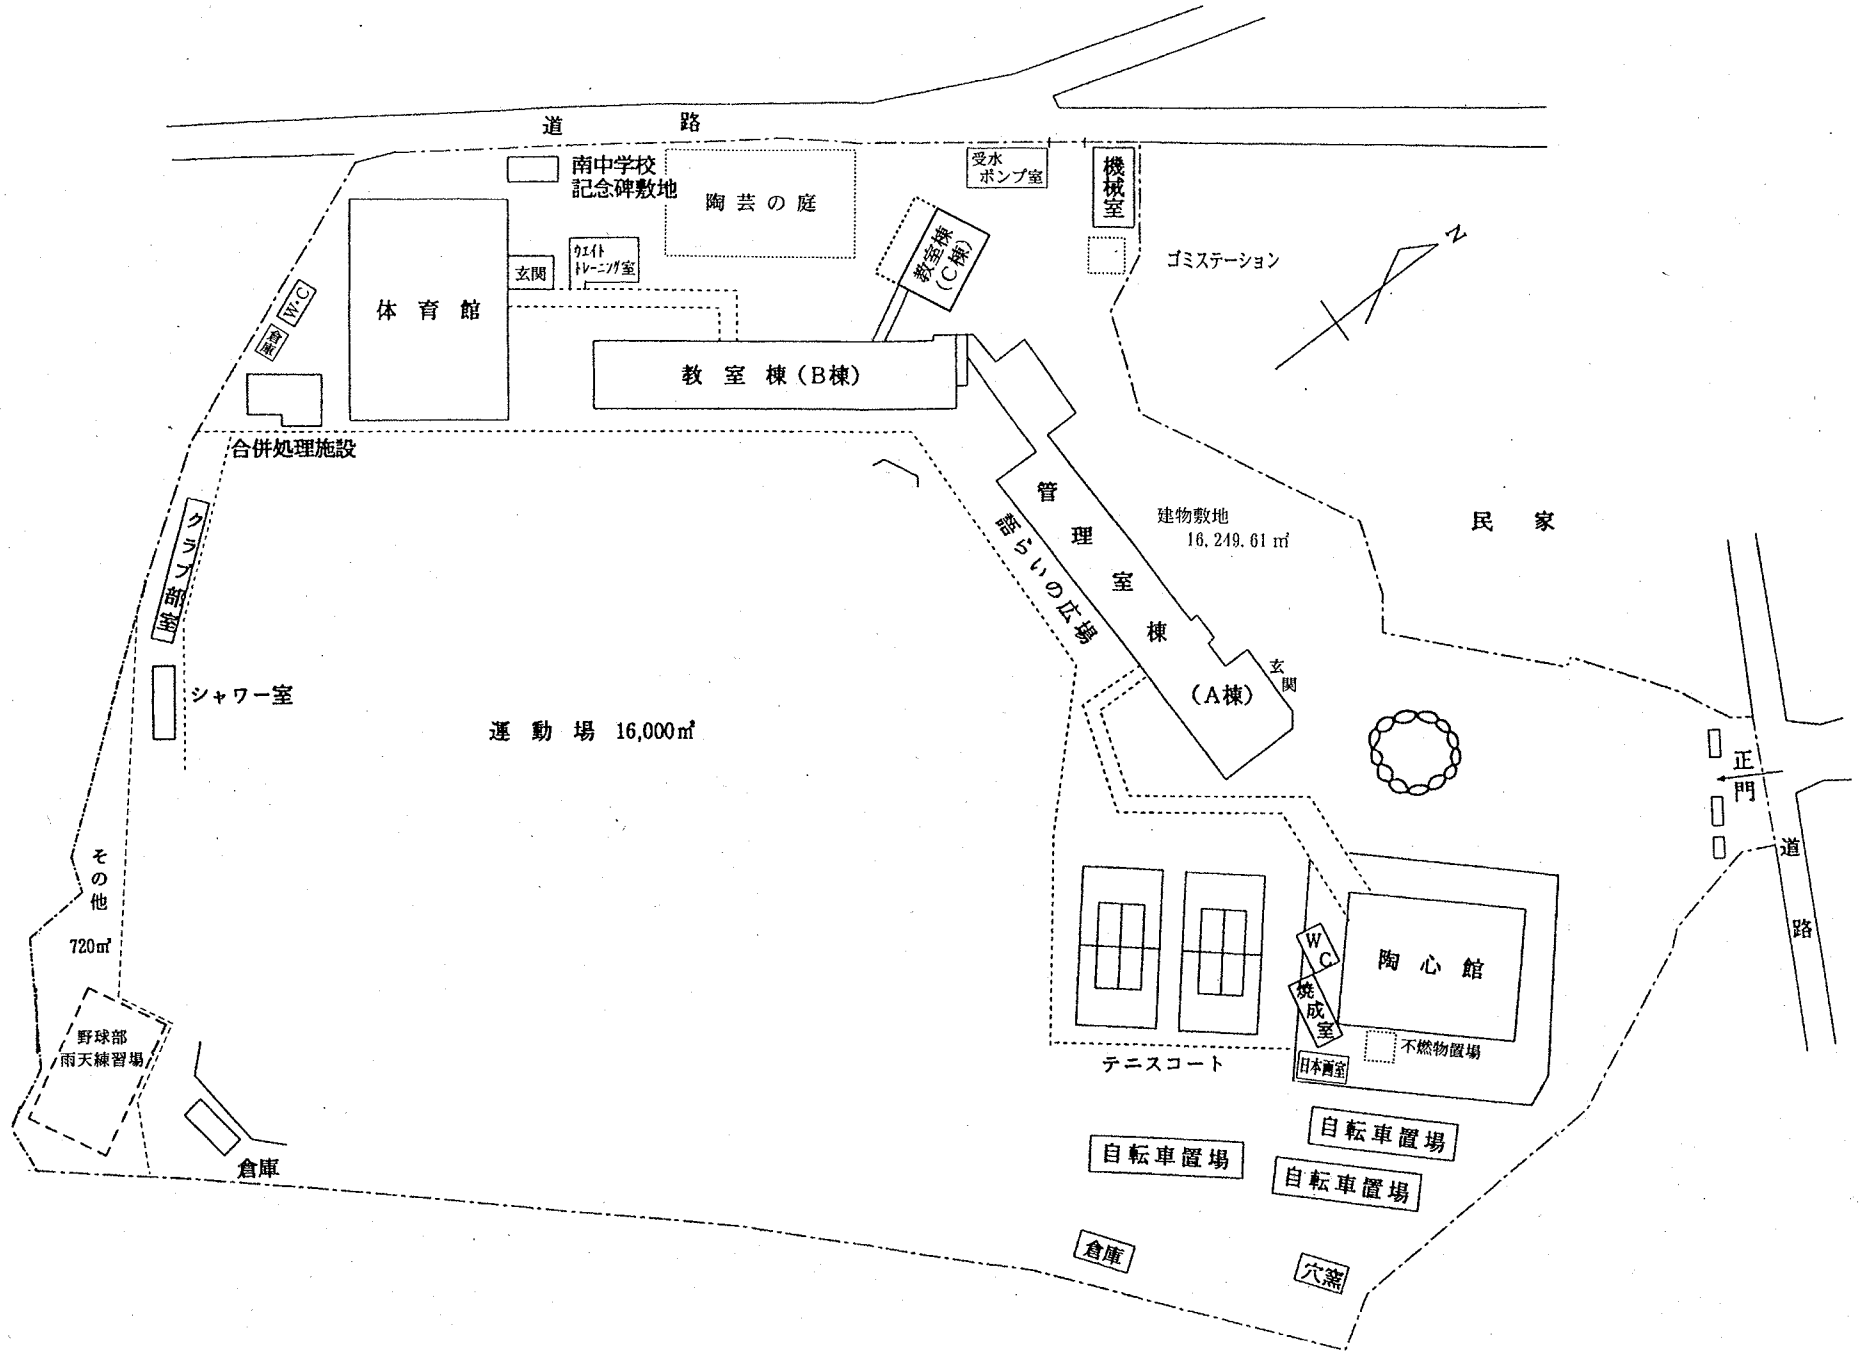 道 路
南中学校
記念碑敷地
陶芸の庭
受水
ポンプ室
機械室
教室棟
(C棟)
ゴミステーション
N
ウエイト
トレーニング室
玄関
体育館
W・C
倉庫
教室棟(B棟)
合併処理施設
クラブ部室
シャワー室
管理室棟
(A棟)
語らいの広場
建物敷地
16,249.61㎡
民家
玄関
運動場 16,000㎡
正門
道路
その他
720㎡
野球部
雨天練習場
倉庫
WC
焼成室
陶心館
日本画室
不燃物置場
テニスコート
自転車置場
自転車置場
自転車置場
倉庫
穴窯